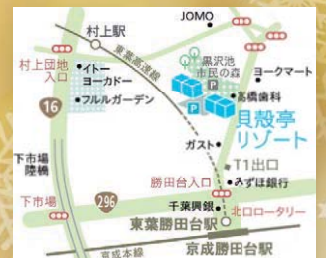 JOMO
村上駅
東葉高速線
村上団地
入口
イトー
ヨーカドー
フルルガーデン
黒沢池
市民の森
P
P
ヨークマート
髙橋歯科
貝殻亭
リゾート
16
ガスト
下市場
陸橋
T1出口
勝田台入口
みずほ銀行
下市場
296
千葉興銀
北口ロータリー
東葉勝田台駅
京成本線
京成勝田台駅